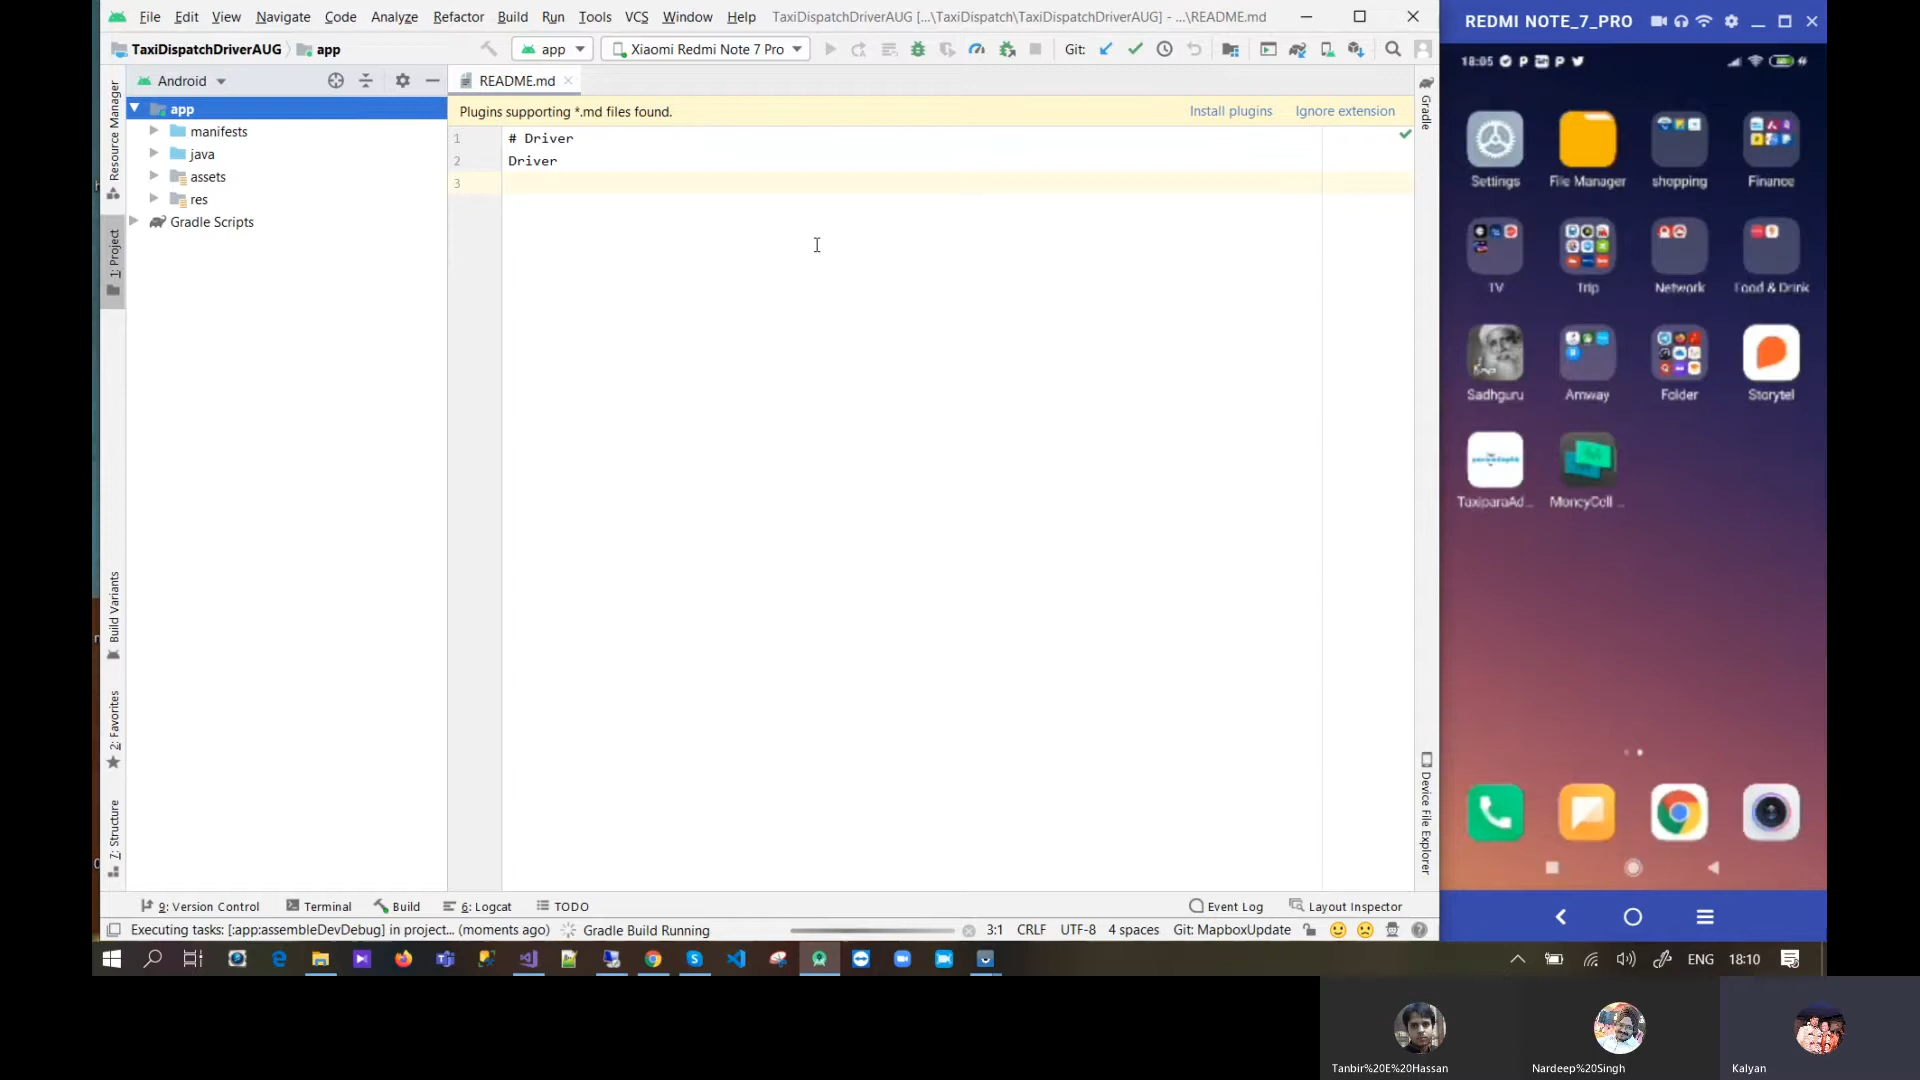 File Edit View Navigate Code Analyze Refactor Build Run Tools VCS Window Help TaxiDispatchDriverAUG [...\TaxiDispatch\TaxiDispatchDriverAUG] - ...\README.md
TaxiDispatchDriverAUG app
app
Xiaomi Redmi Note 7 Pro
Git:
Android
README.md
Plugins supporting *.md files found.
Install plugins
Ignore extension
app
manifests
java
assets
res
Gradle Scripts
1 # Driver
2 Driver
3
Resource Manager
1: Project
Build Variants
2: Favorites
7: Structure
Gradle
Device File Explorer
9: Version Control
Terminal
Build
6: Logcat
TODO
Event Log
Layout Inspector
Executing tasks: [:app:assembleDevDebug] in project... (moments ago)
Gradle Build Running
3:1 CRLF UTF-8 4 spaces Git: MapboxUpdate
ENG 18:10
REDMI NOTE_7_PRO
18:05
Settings File Manager shopping Finance
TV Trip Network Food & Drink
Sadhguru Amway Folder Storytel
TaxiparaAd... MoneyCell ...
Tanbir%20E%20Hassan
Nardeep%20Singh
Kalyan